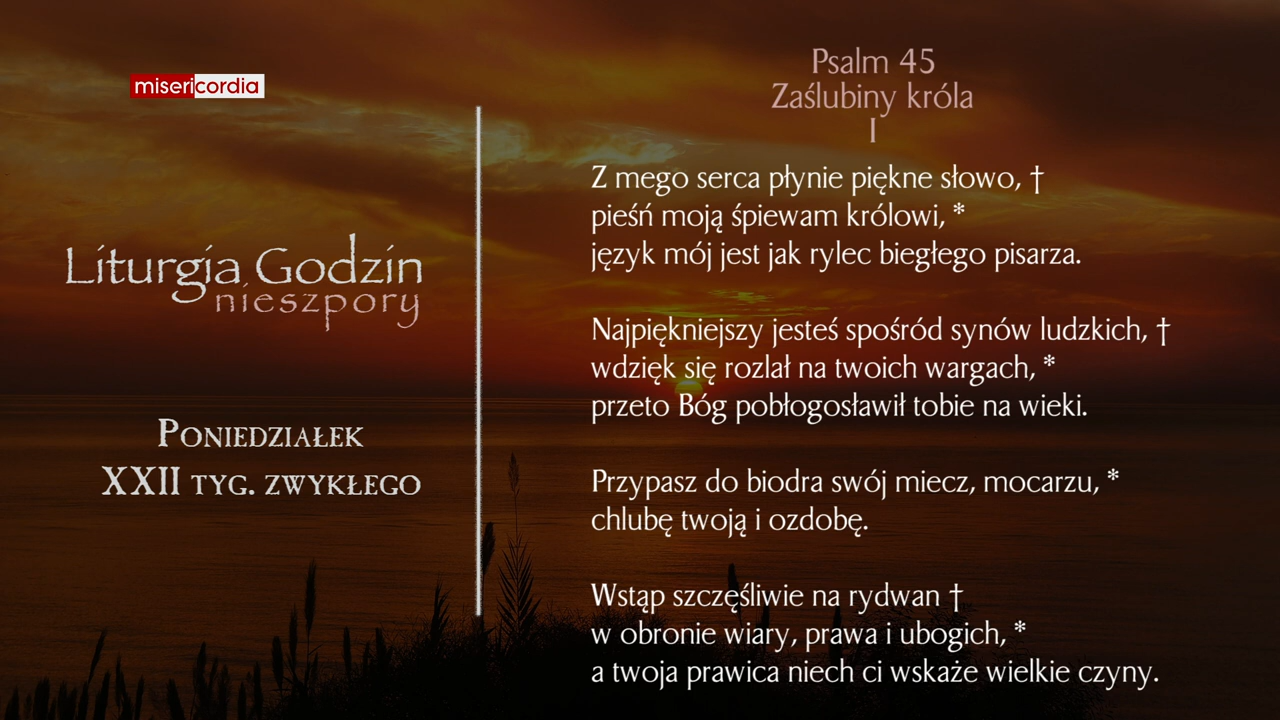 misericordia
Liturgia Godzin
nieszpory
Poniedziałek
XXII tyg. zwykłego
Psalm 45
Zaślubiny króla
I
Z mego serca płynie piękne słowo, †
pieśń moją śpiewam królowi, *
język mój jest jak rylec biegłego pisarza.
Najpiękniejszy jesteś spośród synów ludzkich, †
wdzięk się rozlał na twoich wargach, *
przeto Bóg pobłogosławił tobie na wieki.
Przypasz do biodra swój miecz, mocarzu, *
chlubę twoją i ozdobę.
Wstąp szczęśliwie na rydwan †
w obronie wiary, prawa i ubogich, *
a twoja prawica niech ci wskaże wielkie czyny.